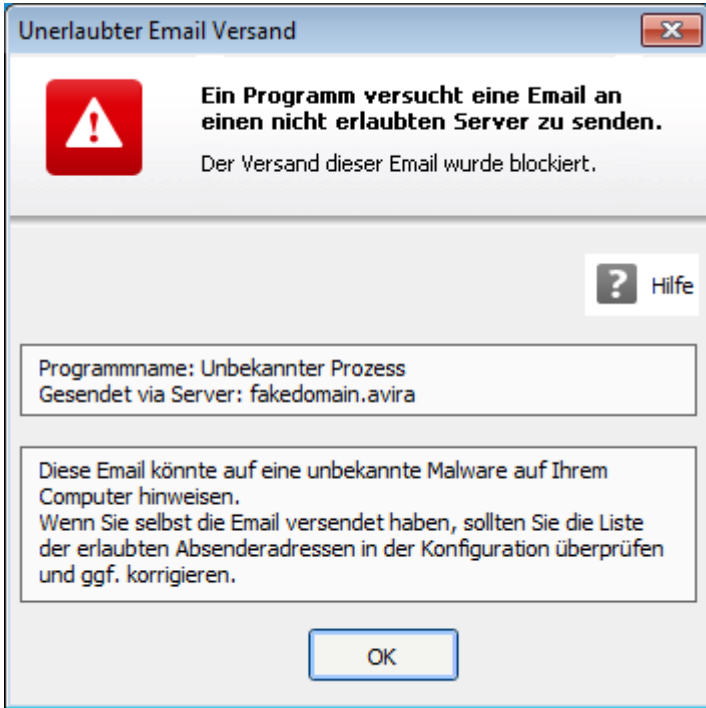 Unerlaubter Email Versand
Ein Programm versucht eine Email an
einen nicht erlaubten Server zu senden.
Der Versand dieser Email wurde blockiert.
? Hilfe
Programmname: Unbekannter Prozess
Gesendet via Server: fakedomain.avira
Diese Email könnte auf eine unbekannte Malware auf Ihrem
Computer hinweisen.
Wenn Sie selbst die Email versendet haben, sollten Sie die Liste
der erlaubten Absenderadressen in der Konfiguration überprüfen
und ggf. korrigieren.
OK